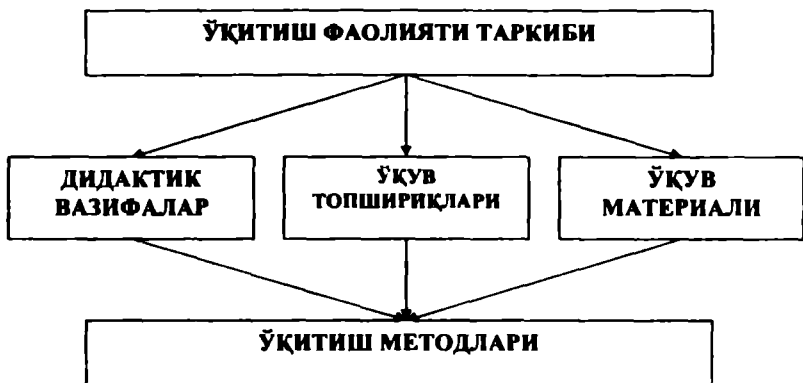 ЎҚИТИШ ФАОЛИЯТИ ТАРКИБИ
ДИДАКТИК
ВАЗИФАЛАР
ЎҚУВ
ТОПШИРИҚЛАРИ
ЎҚУВ
МАТЕРИАЛИ
ЎҚИТИШ МЕТОДЛАРИ